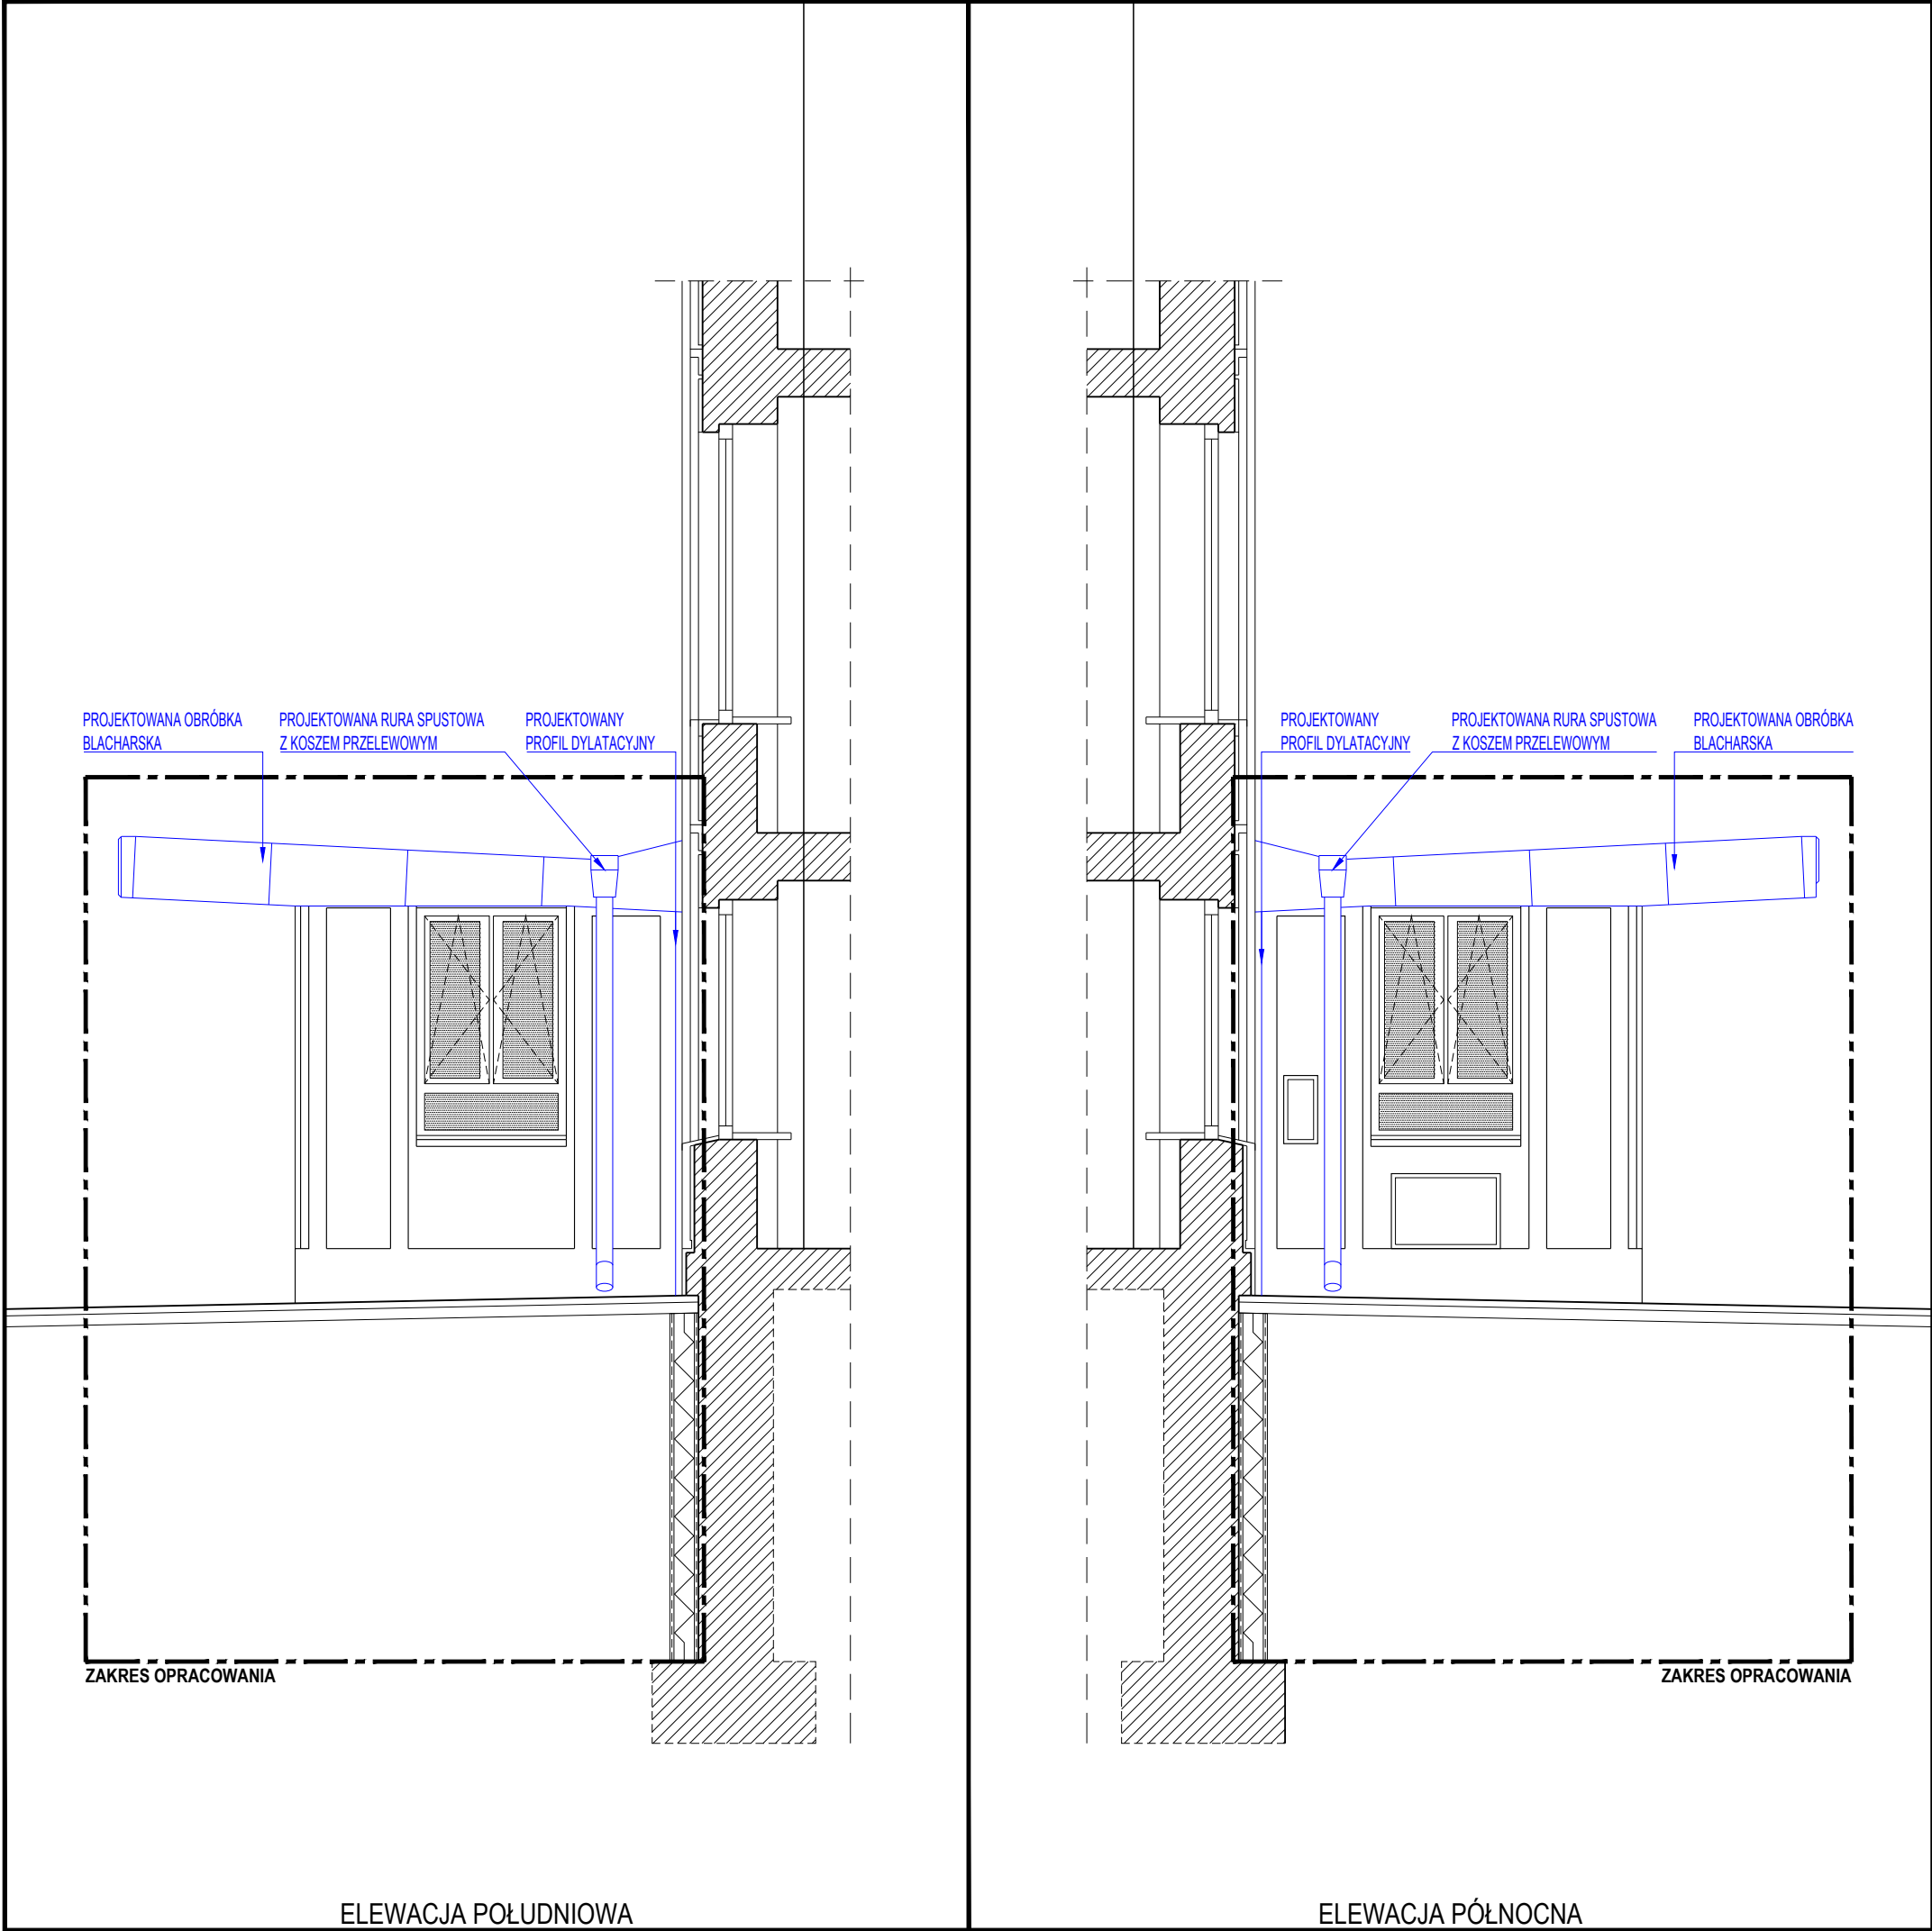 PROJEKTOWANA OBRÓBKA
BLACHARSKA
PROJEKTOWANA RURA SPUSTOWA
Z KOSZEM PRZELEWOWYM
PROJEKTOWANY
PROFIL DYLATACYJNY
ZAKRES OPRACOWANIA
ELEWACJA POŁUDNIOWA
PROJEKTOWANY
PROFIL DYLATACYJNY
PROJEKTOWANA RURA SPUSTOWA
Z KOSZEM PRZELEWOWYM
PROJEKTOWANA OBRÓBKA
BLACHARSKA
ZAKRES OPRACOWANIA
ELEWACJA PÓŁNOCNA